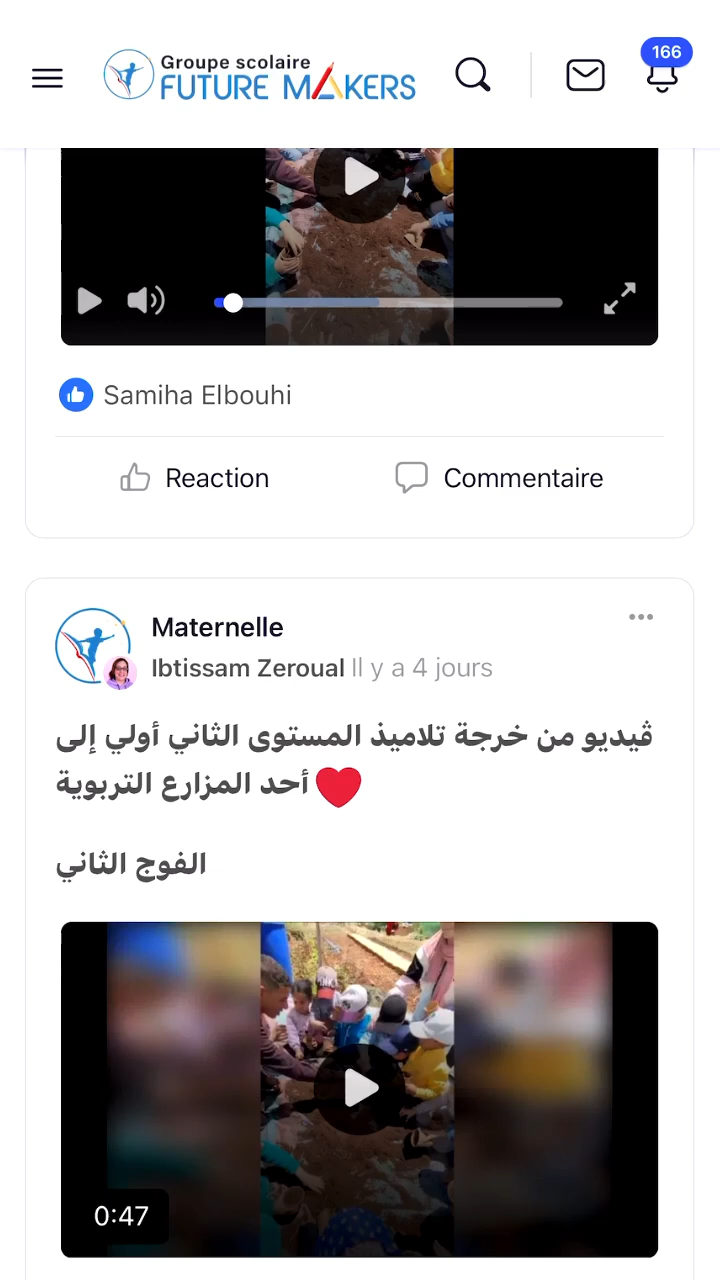 166
Groupe scolaire
FUTURE MAKERS
Samiha Elbouhi
Reaction
Commentaire
Maternelle
Ibtissam Zeroual Il y a 4 jours
ڤيديو من خرجة تلاميذ المستوى الثاني أولي إلى
أحد المزارع التربوية ❤️
الفوج الثاني
0:47